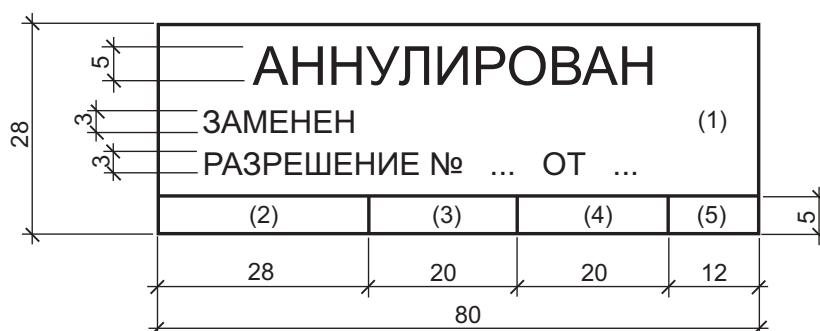 АННУЛИРОВАН
5
28
3
ЗАМЕНЕН (1)
3
РАЗРЕШЕНИЕ № ... ОТ ...
(2) (3) (4) (5)
5
28 20 20 12
80